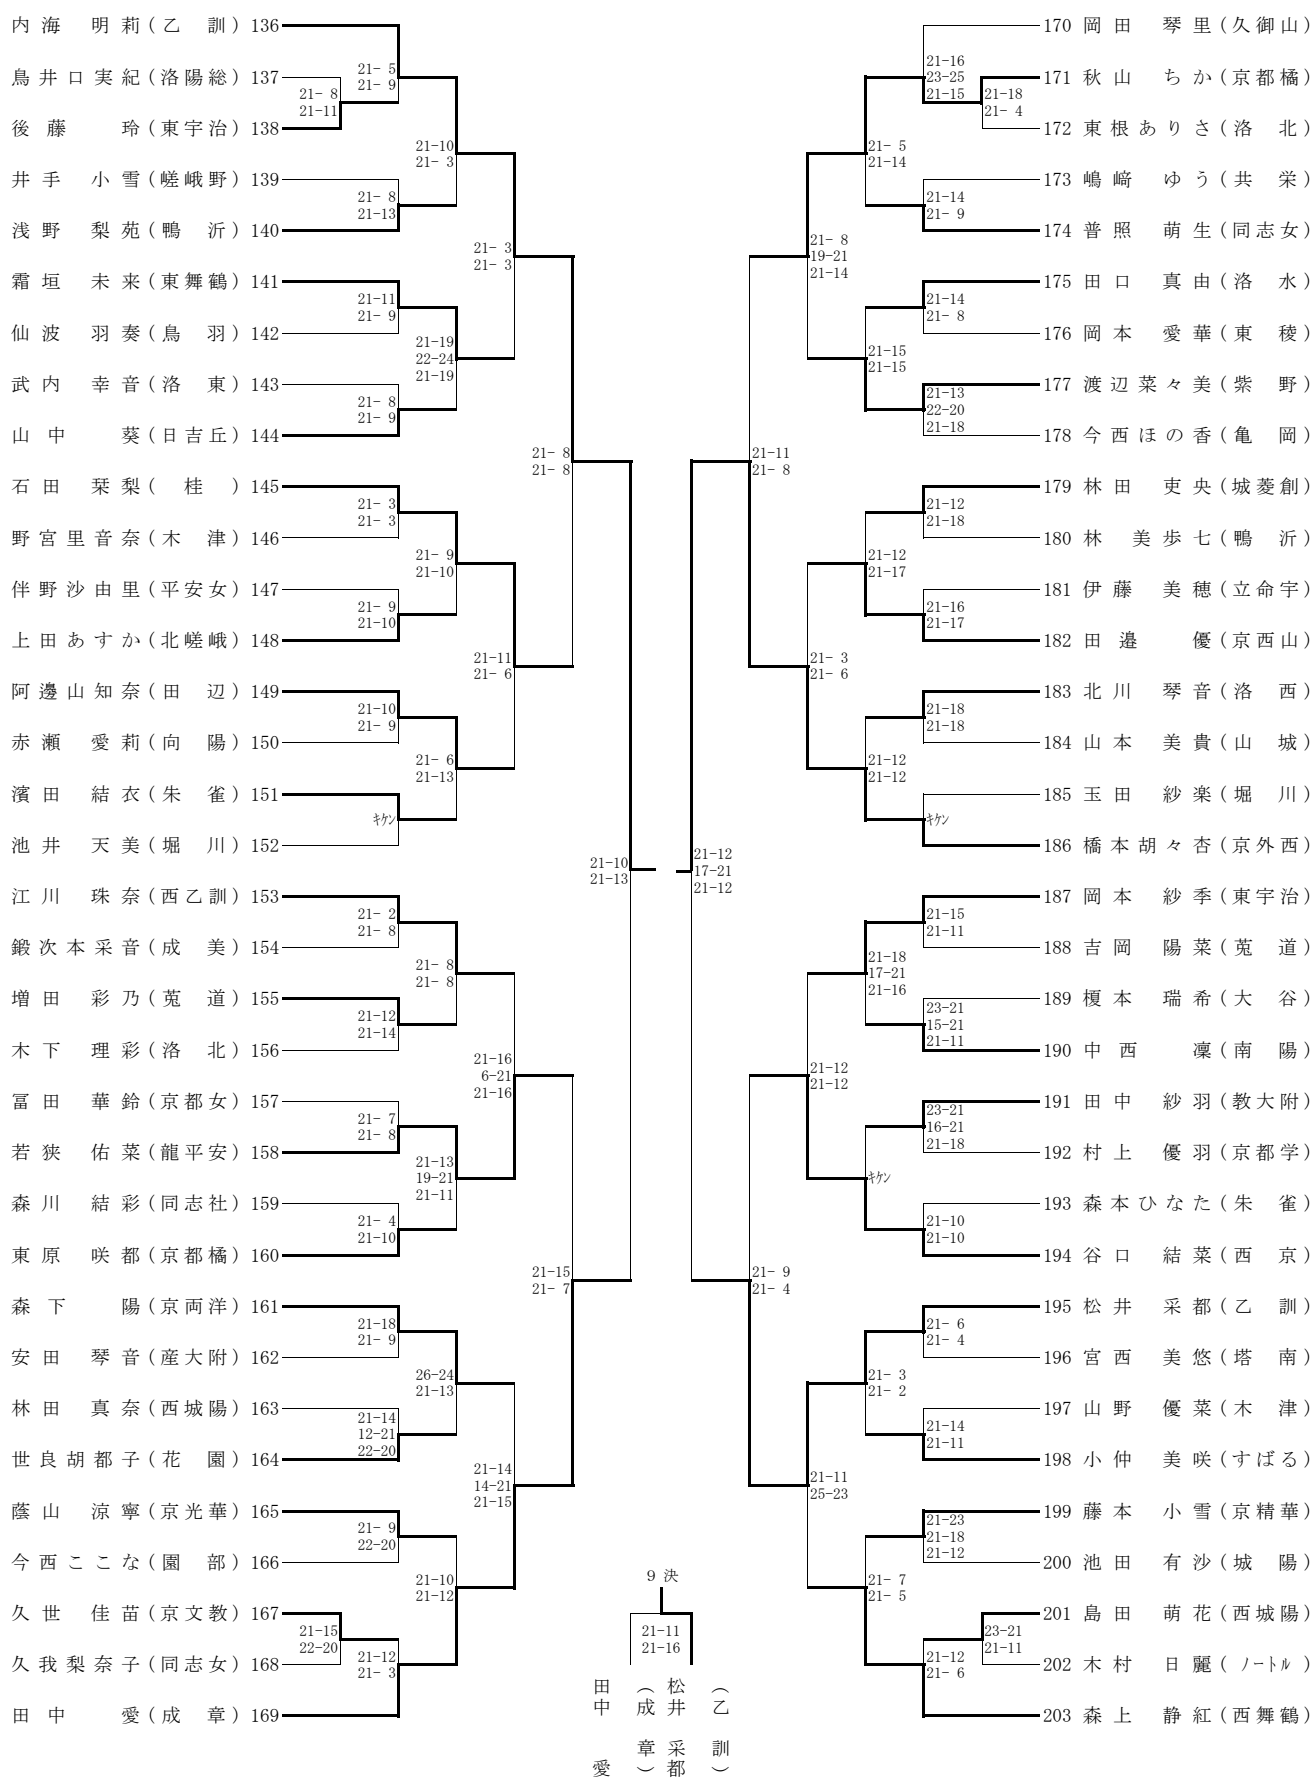 内海 明莉(乙 訓) 136
鳥井口実紀(洛陽総) 137
後藤 玲(東宇治) 138
井手 小雪(嵯峨野) 139
浅野 梨苑(鴨 沂) 140
霜垣 未来(東舞鶴) 141
仙波 羽奏(鳥 羽) 142
武内 幸音(洛 東) 143
山中 葵(日吉丘) 144
石田 栞梨( 桂 ) 145
野宮里音奈(木 津) 146
伴野沙由里(平安女) 147
上田あすか(北嵯峨) 148
阿邊山知奈(田 辺) 149
赤瀬 愛莉(向 陽) 150
濱田 結衣(朱 雀) 151
池井 天美(堀 川) 152
江川 珠奈(西乙訓) 153
鍛次本采音(成 美) 154
増田 彩乃(莵 道) 155
木下 理彩(洛 北) 156
冨田 華鈴(京都女) 157
若狭 佑菜(龍平安) 158
森川 結彩(同志社) 159
東原 咲都(京都橘) 160
森下 陽(京両洋) 161
安田 琴音(産大附) 162
林田 真奈(西城陽) 163
世良胡都子(花 園) 164
蔭山 涼寧(京光華) 165
今西ここな(園 部) 166
久世 佳苗(京文教) 167
久我梨奈子(同志女) 168
田中 愛(成 章) 169
21- 8
21-11
21- 5
21- 9
21- 8
21-13
21-11
21- 9
21- 8
21- 9
21- 3
21- 3
21- 9
21-10
21-10
21- 9
キケン
21- 2
21- 8
21-12
21-14
21- 7
21- 8
21- 4
21-10
21-18
21- 9
21-14
12-21
22-20
21- 9
22-20
21-15
22-20
21-12
21- 3
21-10
21- 3
21-19
22-24
21-19
21- 9
21-10
21- 6
21-13
21- 8
21- 8
21-13
19-21
21-11
26-24
21-13
21-10
21-12
21- 3
21- 3
21-11
21- 6
21-16
6-21
21-16
21-14
14-21
21-15
21- 8
21- 8
21-15
21- 7
21-10
21-13
170 岡田 琴里(久御山)
171 秋山 ちか(京都橘)
172 東根ありさ(洛 北)
173 嶋﨑 ゆう(共 栄)
174 普照 萌生(同志女)
175 田口 真由(洛 水)
176 岡本 愛華(東 稜)
177 渡辺菜々美(紫 野)
178 今西ほの香(亀 岡)
179 林田 吏央(城菱創)
180 林 美歩七(鴨 沂)
181 伊藤 美穂(立命宇)
182 田邉 優(京西山)
183 北川 琴音(洛 西)
184 山本 美貴(山 城)
185 玉田 紗楽(堀 川)
186 橋本胡々杏(京外西)
187 岡本 紗季(東宇治)
188 吉岡 陽菜(莵 道)
189 榎本 瑞希(大 谷)
190 中西 凜(南 陽)
191 田中 紗羽(教大附)
192 村上 優羽(京都学)
193 森本ひなた(朱 雀)
194 谷口 結菜(西 京)
195 松井 采都(乙 訓)
196 宮西 美悠(塔 南)
197 山野 優菜(木 津)
198 小仲 美咲(すばる)
199 藤本 小雪(京精華)
200 池田 有沙(城 陽)
201 島田 萌花(西城陽)
202 木村 日麗( ノートル )
203 森上 静紅(西舞鶴)
21-18
21- 4
21-16
23-25
21-15
21-14
21- 9
21-14
21- 8
21-13
22-20
21-18
21-12
21-18
21-16
21-17
21-18
21-18
キケン
21-15
21-11
23-21
15-21
21-11
23-21
16-21
21-18
21-10
21-10
21- 6
21- 4
21-14
21-11
21-23
21-18
21-12
23-21
21-11
21-12
21- 6
21- 5
21-14
21-15
21-15
21-12
21-17
21-12
21-12
21-18
17-21
21-16
キケン
21- 3
21- 2
21- 7
21- 5
21- 8
19-21
21-14
21- 3
21- 6
21-12
21-12
21-11
25-23
21-11
21- 8
21- 9
21- 4
21-12
17-21
21-12
9 決
21-11
21-16
田中 愛
(成 章)
松井 采都
(乙 訓)